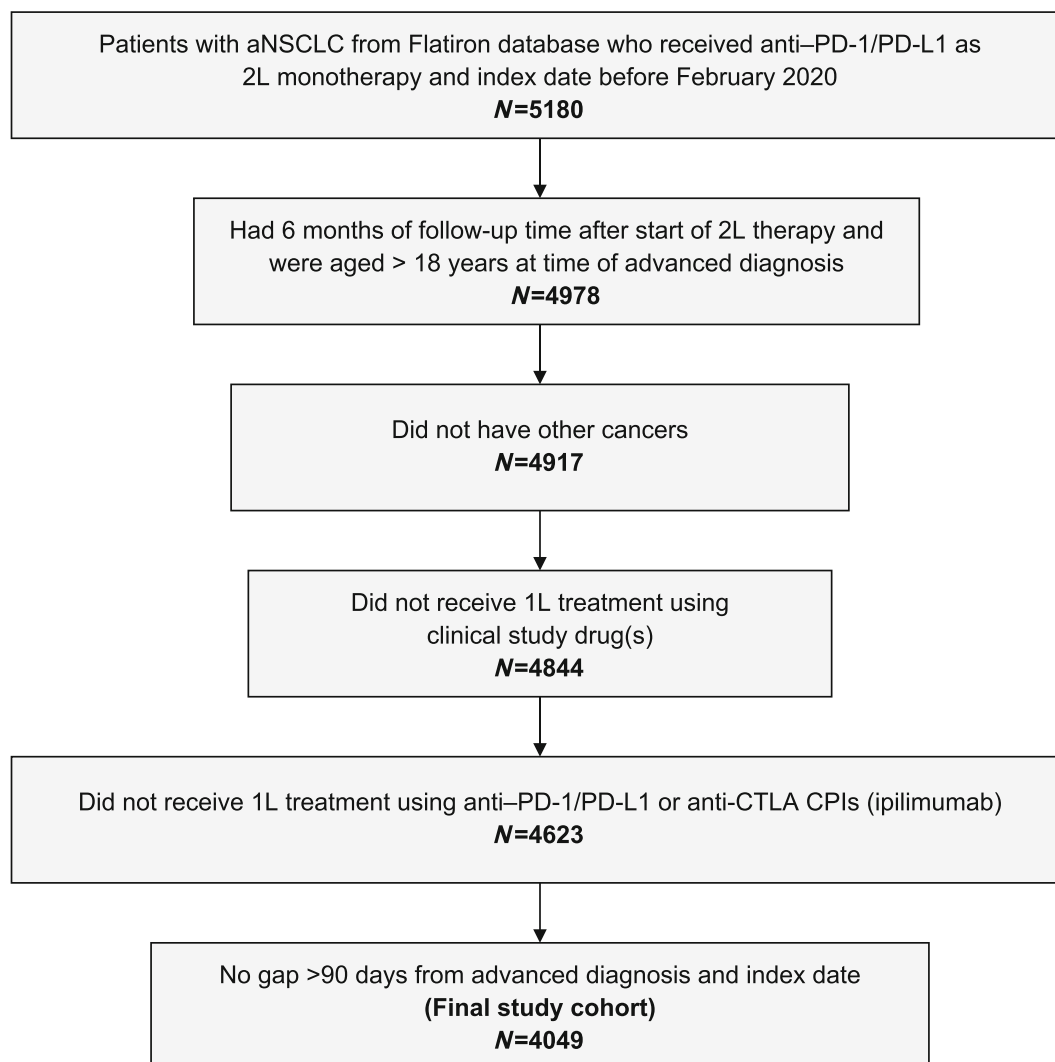 Patients with aNSCLC from Flatiron database who received anti–PD-1/PD-L1 as
2L monotherapy and index date before February 2020
N=5180
Had 6 months of follow-up time after start of 2L therapy and
were aged > 18 years at time of advanced diagnosis
N=4978
Did not have other cancers
N=4917
Did not receive 1L treatment using
clinical study drug(s)
N=4844
Did not receive 1L treatment using anti–PD-1/PD-L1 or anti-CTLA CPIs (ipilimumab)
N=4623
No gap >90 days from advanced diagnosis and index date
(Final study cohort)
N=4049